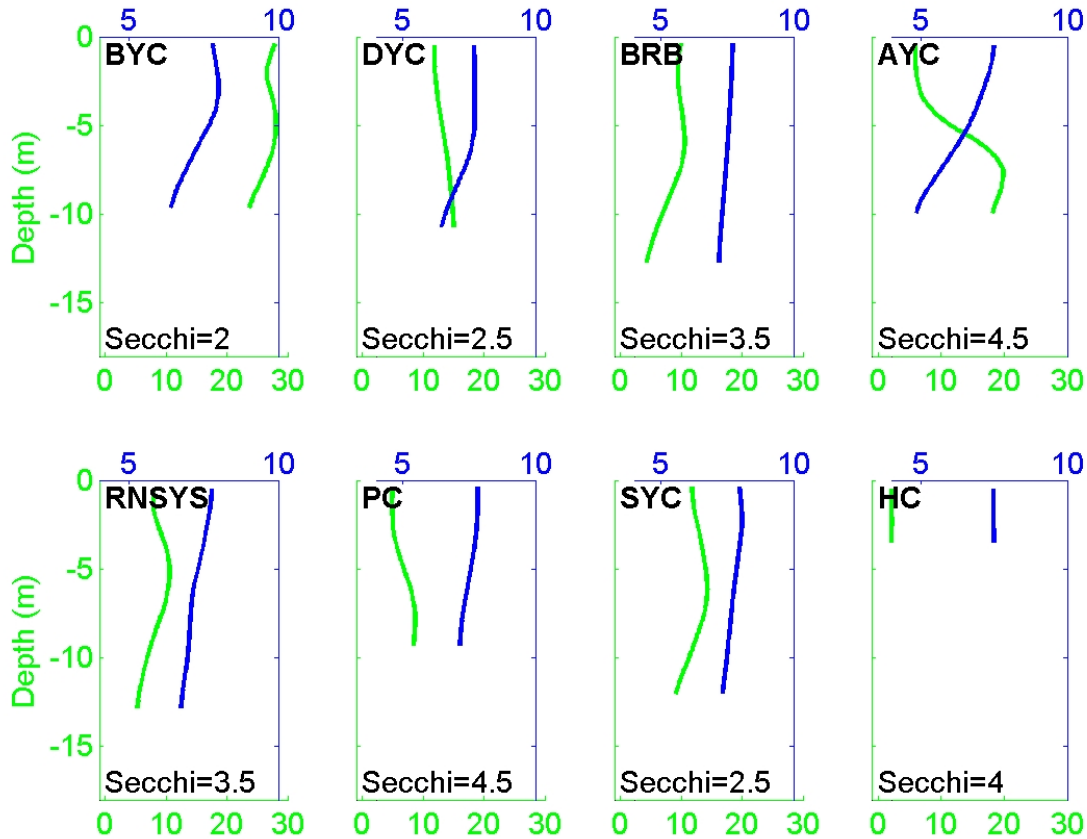 5 10 5 10 5 10 5 10
0 BYC DYC BRB AYC
-5
Depth (m)
-10
-15
Secchi=2 Secchi=2.5 Secchi=3.5 Secchi=4.5
0 10 20 30 0 10 20 30 0 10 20 30 0 10 20 30
5 10 5 10 5 10 5 10
0 RNSYS PC SYC HC
-5
Depth (m)
-10
-15
Secchi=3.5 Secchi=4.5 Secchi=2.5 Secchi=4
0 10 20 30 0 10 20 30 0 10 20 30 0 10 20 30